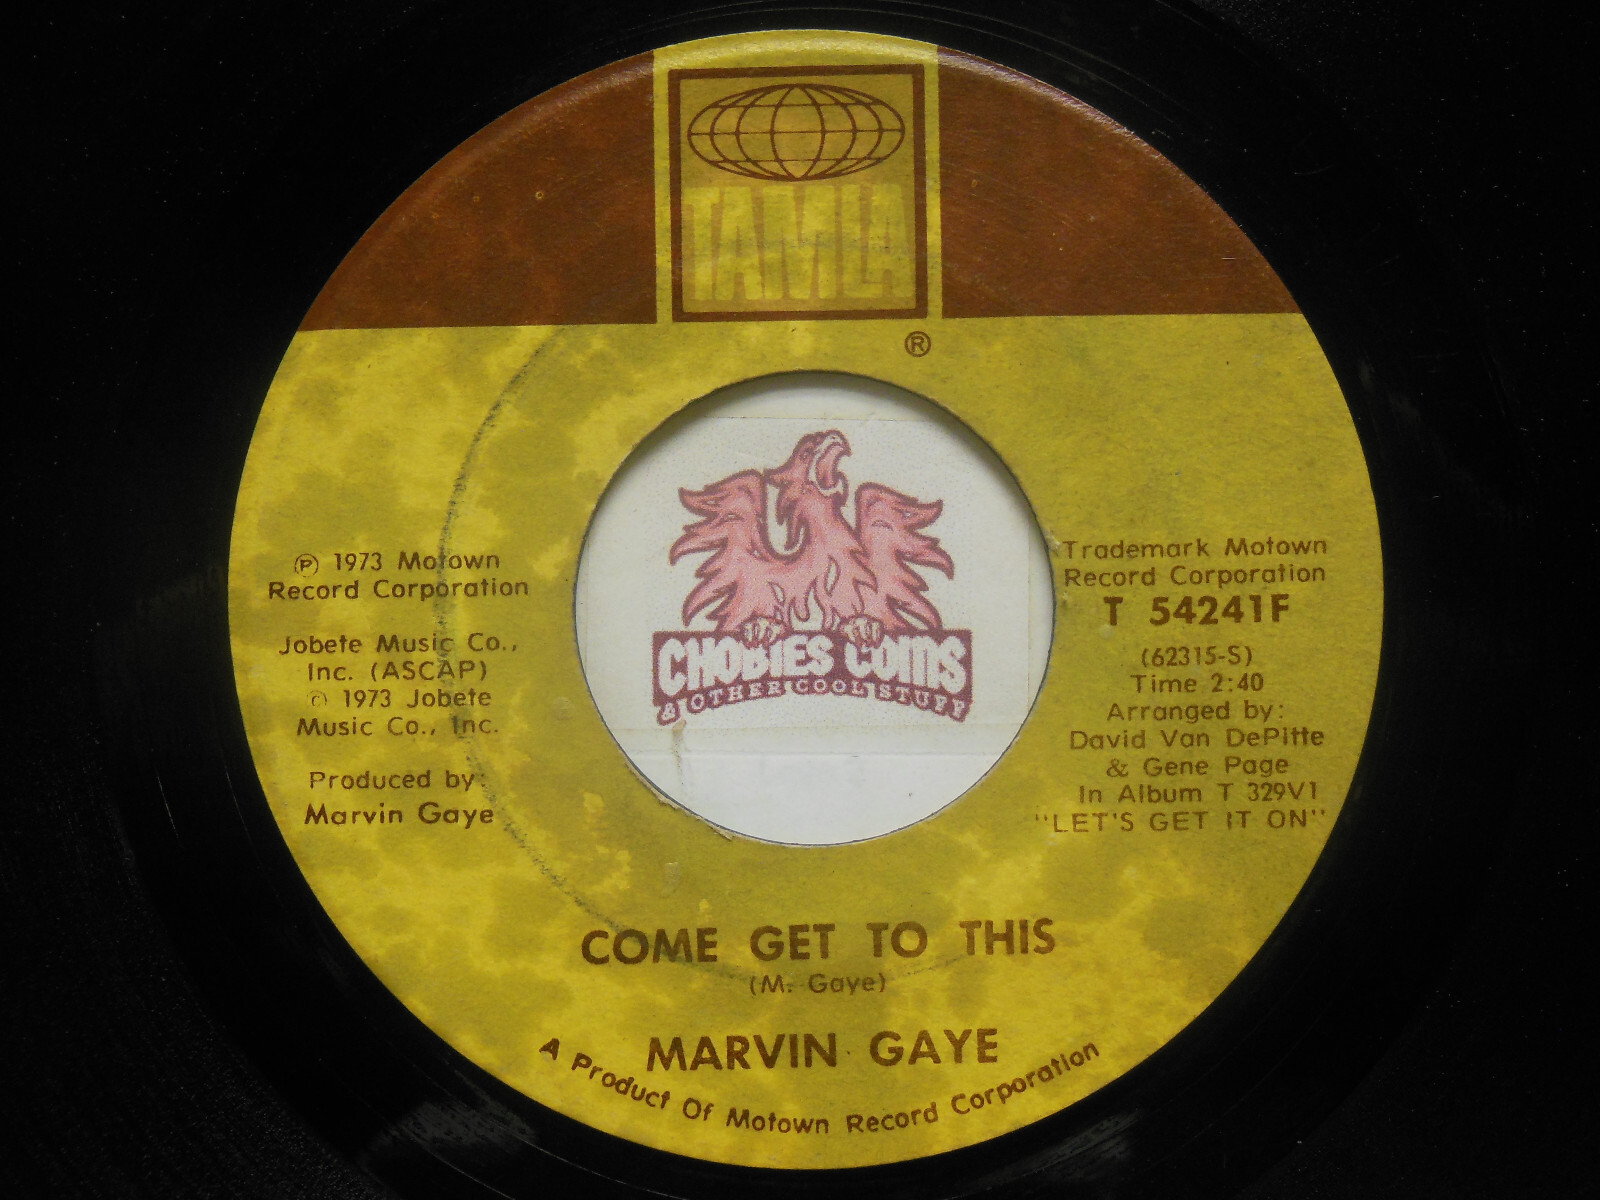 TAMLA
®
℗ 1973 Motown
Record Corporation
Jobete Music Co.,
Inc. (ASCAP)
© 1973 Jobete
Music Co., Inc.
Produced by:
Marvin Gaye
CHOBIES COINS
& OTHER COOL STUFF
Trademark Motown
Record Corporation
T 54241F
(62315-S)
Time 2:40
Arranged by:
David Van DePitte
& Gene Page
In Album T 329V1
"LET'S GET IT ON"
COME GET TO THIS
(M. Gaye)
MARVIN GAYE
A Product Of Motown Record Corporation